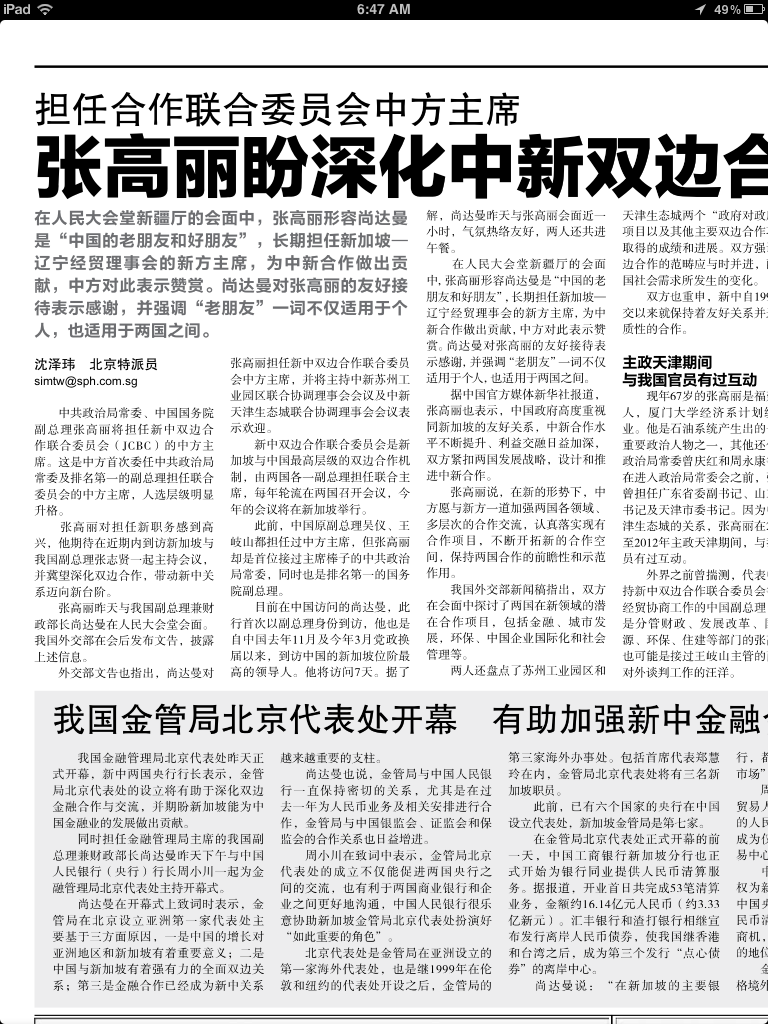 iPad
6:47 AM
49%
担任合作联合委员会中方主席
张高丽盼深化中新双边合
在人民大会堂新疆厅的会面中，张高丽形容尚达曼
是“中国的老朋友和好朋友”，长期担任新加坡—
辽宁经贸理事会的新方主席，为中新合作做出贡
献，中方对此表示赞赏。尚达曼对张高丽的友好接
待表示感谢，并强调“老朋友”一词不仅适用于个
人，也适用于两国之间。
沈泽玮　北京特派员
simtw@sph.com.sg
中共政治局常委、中国国务院
副总理张高丽将担任新中双边合
作联合委员会（JCBC）的中方主
席。这是中方首次委任中共政治局
常委及排名第一的副总理担任联合
委员会的中方主席，人选层级明显
升格。
张高丽对担任新职务感到高
兴，他期待在近期内到访新加坡与
我国副总理张志贤一起主持会议，
并冀望深化双边合作，带动新中关
系迈向新台阶。
张高丽昨天与我国副总理兼财
政部长尚达曼在人民大会堂会面。
我国外交部在会后发布文告，披露
上述信息。
外交部文告也指出，尚达曼对
张高丽担任新中双边合作联合委员
会中方主席，并将主持中新苏州工
业园区联合协调理事会会议及中新
天津生态城联合协调理事会会议表
示欢迎。
新中双边合作联合委员会是新
加坡与中国最高层级的双边合作机
制，由两国各一副总理担任联合主
席，每年轮流在两国召开会议，今
年的会议将在新加坡举行。
此前，中国原副总理吴仪、王
岐山都担任过中方主席，但张高丽
却是首位接过主席棒子的中共政治
局常委，同时也是排名第一的国务
院副总理。
目前在中国访问的尚达曼，此
行首次以副总理身份到访，他也是
自中国去年11月及今年3月党政换
届以来，到访中国的新加坡位阶最
高的领导人。他将访问7天。据了
解，尚达曼昨天与张高丽会面近一
小时，气氛热络友好，两人还共进
午餐。
在人民大会堂新疆厅的会面
中，张高丽形容尚达曼是“中国的老
朋友和好朋友”，长期担任新加坡—
辽宁经贸理事会的新方主席，为中
新合作做出贡献，中方对此表示赞
赏。尚达曼对张高丽的友好接待表
示感谢，并强调“老朋友”一词不仅
适用于个人，也适用于两国之间。
据中国官方媒体新华社报道，
张高丽也表示，中国政府高度重视
同新加坡的友好关系，中新合作水
平不断提升、利益交融日益加深，
双方紧扣两国发展战略，设计和推
进中新合作。
张高丽说，在新的形势下，中
方愿与新方一道加强两国各领域、
多层次的合作交流，认真落实现有
合作项目，不断开拓新的合作空
间，保持两国合作的前瞻性和示范
作用。
我国外交部新闻稿指出，双方
在会面中探讨了两国在新领域的潜
在合作项目，包括金融、城市发
展，环保、中国企业国际化和社会
管理等。
两人还盘点了苏州工业园区和
天津生态城两个“政府对政
项目以及其他主要双边合作
取得的成绩和进展。双方强
边合作的范畴应与时并进，
国社会需求所发生的变化。
双方也重申，新中自199
交以来就保持着友好关系并
质性的合作。
主政天津期间
与我国官员有过互动
现年67岁的张高丽是福
人，厦门大学经济系计划
业。他是石油系统产生出的
重要政治人物之一，其他还
政治局常委曾庆红和周永康
在进入政治局常委会之前，
曾担任广东省委副书记、山
书记及天津市委书记。因为
津生态城的关系，张高丽在2
至2012年主政天津期间，与
员有过互动。
外界之前曾揣测，代表
持新中双边合作联合委员会
经贸协商工作的中国副总理
是分管财政、发展改革、
源、环保、住建等部门的张
也可能是接过王岐山主管的
对外谈判工作的汪洋。
我国金管局北京代表处开幕　有助加强新中金融
我国金融管理局北京代表处昨天正
式开幕，新中两国央行行长表示，金管
局北京代表处的设立将有助于深化双边
金融合作与交流，并期盼新加坡能为中
国金融业的发展做出贡献。
同时担任金融管理局主席的我国副
总理兼财政部长尚达曼昨天下午与中国
人民银行（央行）行长周小川一起为金
融管理局北京代表处主持开幕式。
尚达曼在开幕式上致词时表示，金
管局在北京设立亚洲第一家代表处主
要基于三方面原因，一是中国的增长对
亚洲地区和新加坡有着重要意义；二是
中国与新加坡有着强有力的全面双边关
系；第三是金融合作已经成为新中关系
越来越重要的支柱。
尚达曼也说，金管局与中国人民银
行一直保持密切的关系，尤其是在过
去一年为人民币业务及相关安排进行合
作，金管局与中国银监会、证监会和保
监会的合作关系也日益增进。
周小川在致词中表示，金管局北京
代表处的成立不仅能促进两国央行之
间的交流，也有利于两国商业银行和企
业之间更好地沟通，中国人民银行很乐
意协助新加坡金管局北京代表处扮演好
“如此重要的角色”。
北京代表处是金管局在亚洲设立的
第一家海外代表处，也是继1999年在伦
敦和纽约的代表处开设之后，金管局的
第三家海外办事处。包括首席代表郑慧
玲在内，金管局北京代表处将有三名新
加坡职员。
此前，已有六个国家的央行在中国
设立代表处，新加坡金管局是第七家。
在金管局北京代表处正式开幕的前
一天，中国工商银行新加坡分行也正
式开始为银行同业提供人民币清算服
务。据报道，开业首日共完成53笔清算
业务，金额约16.14亿元人民币（约3.33
亿新元）。汇丰银行和渣打银行相继宣
布发行离岸人民币债券，使我国继香港
和台湾之后，成为第三个发行“点心债
券”的离岸中心。
尚达曼说：“在新加坡的主要银
行，
市场”
周
贸易人
的人民
成为
易中心
中
权为新
中国央
民币清
商机，
的地位
金
格境外